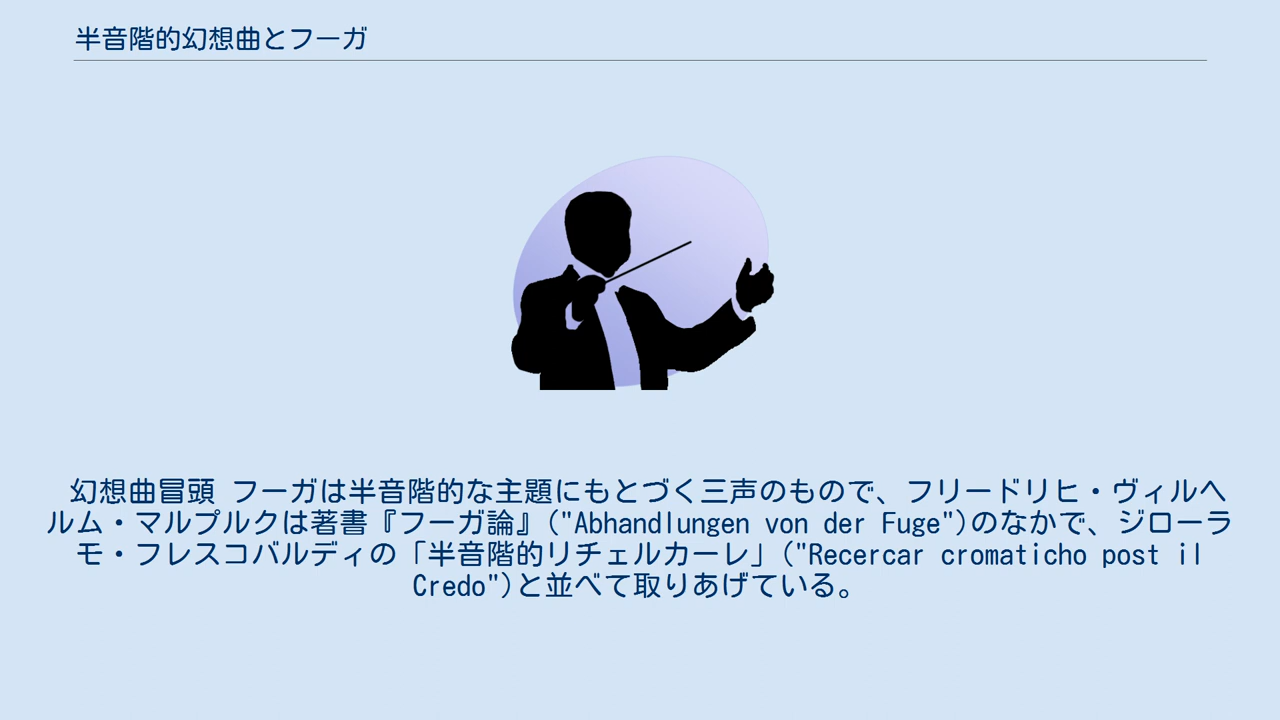 半音階的幻想曲とフーガ
幻想曲冒頭 フーガは半音階的な主題にもとづく三声のもので、フリードリヒ・ヴィルヘ
ルム・マルプルクは著書『フーガ論』("Abhandlungen von der Fuge")のなかで、ジローラ
モ・フレスコバルディの「半音階的リチェルカーレ」("Recercar cromaticho post il
Credo")と並べて取りあげている。